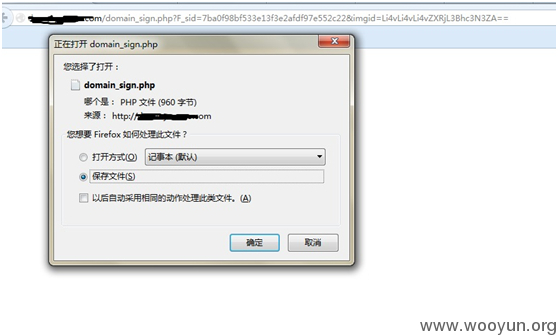 .com/domain_sign.php?F_sid=7ba0f98bf533e13f3e2afdf97e552c22&imgid=Li4vLi4vLi4vZXRjL3Bhc3N3ZA==
正在打开 domain_sign.php
您选择了打开：
domain_sign.php
哪个是： PHP 文件 (960 字节)
来源： http:// om
您想要 Firefox 如何处理此文件？
打开方式(O) 记事本 (默认)
保存文件(S)
以后自动采用相同的动作处理此类文件。(A)
确定 取消
www.wooyun.org